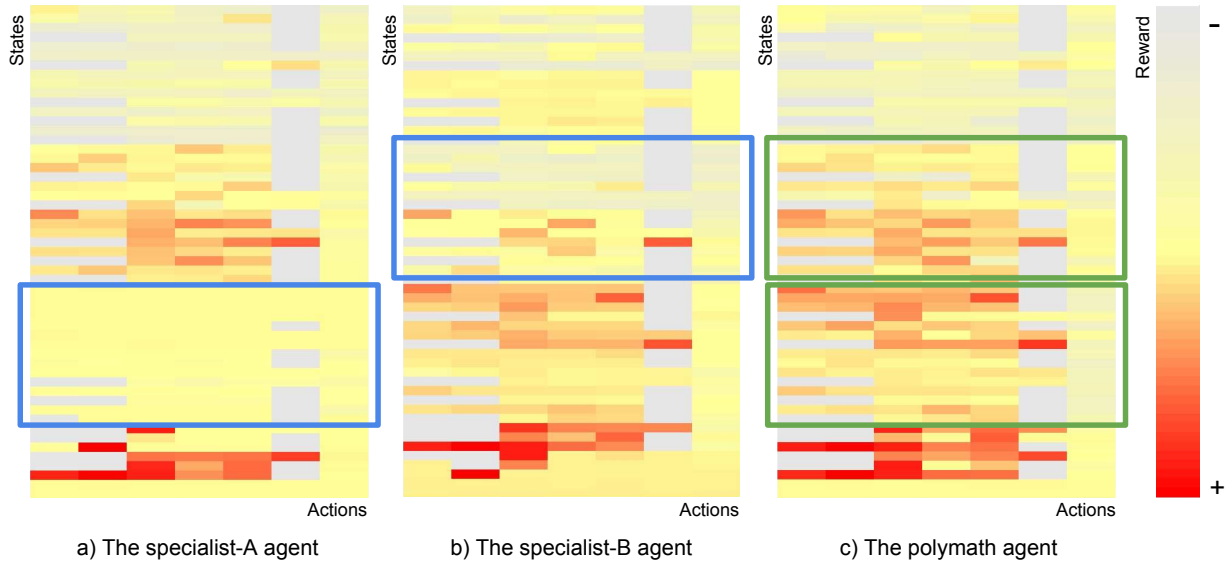 States
States
States
Reward
-
+
Actions
Actions
Actions
a) The specialist-A agent
b) The specialist-B agent
c) The polymath agent